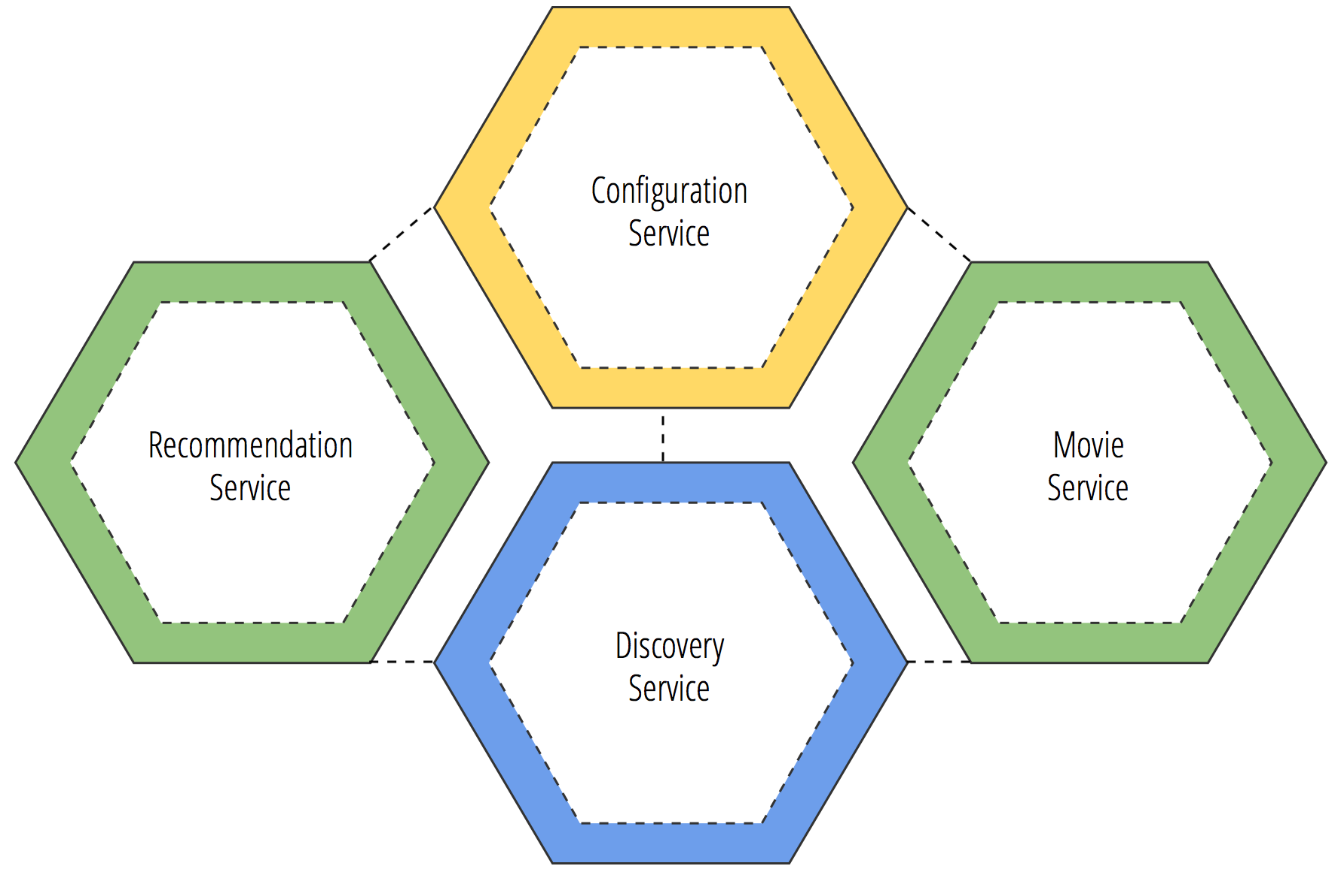 Configuration
Service
Recommendation
Service
Movie
Service
Discovery
Service